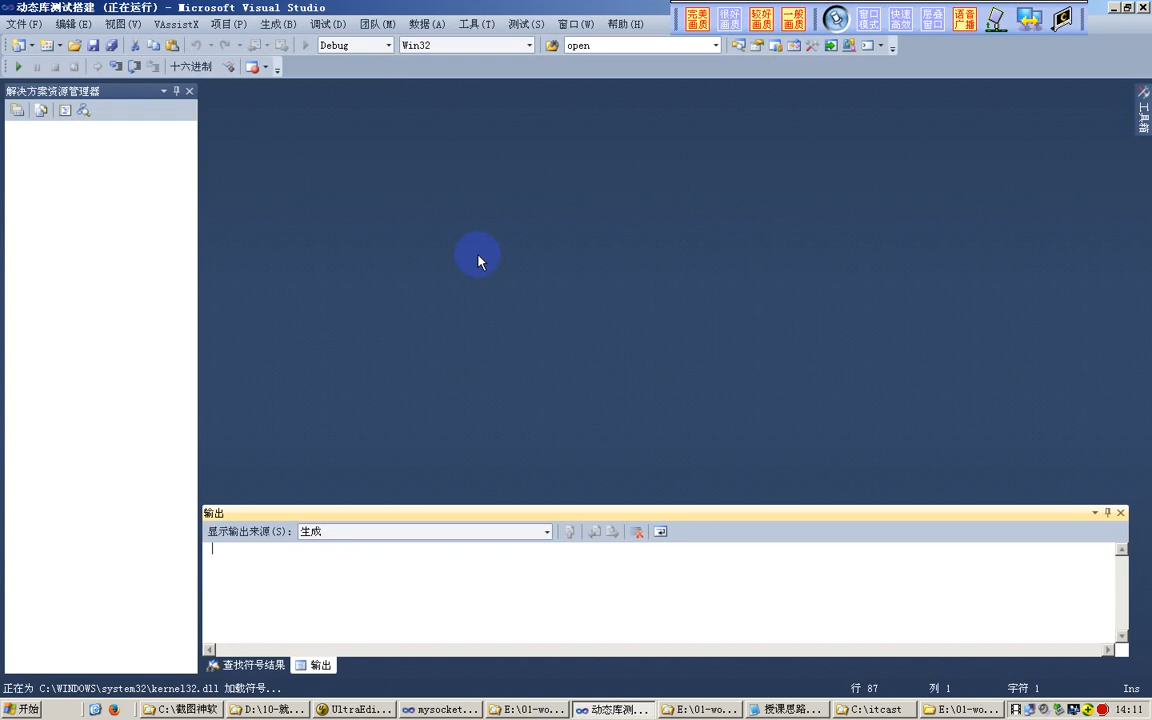 动态库测试搭建 (正在运行) - Microsoft Visual Studio
文件(F) 编辑(E) 视图(V) VAssistX 项目(P) 生成(B) 调试(D) 团队(M) 数据(A) 工具(T) 测试(S) 窗口(W) 帮助(H)
完美画质 很好画质 较好画质 一般画质 窗口模式 快速高效 层叠窗口 语音广播
Debug Win32 open
十六进制
解决方案资源管理器
工具箱
输出
显示输出来源(S): 生成
查找符号结果 输出
正在为 C:\WINDOWS\system32\kernel32.dll 加载符号... 行 87 列 1 字符 1 Ins
开始 C:\截图神软 D:\10-就... UltraEdi... mysocket... E:\01-wo... 动态库测... E:\01-wo... 授课思路... C:\itcast E:\01-wo... 14:11